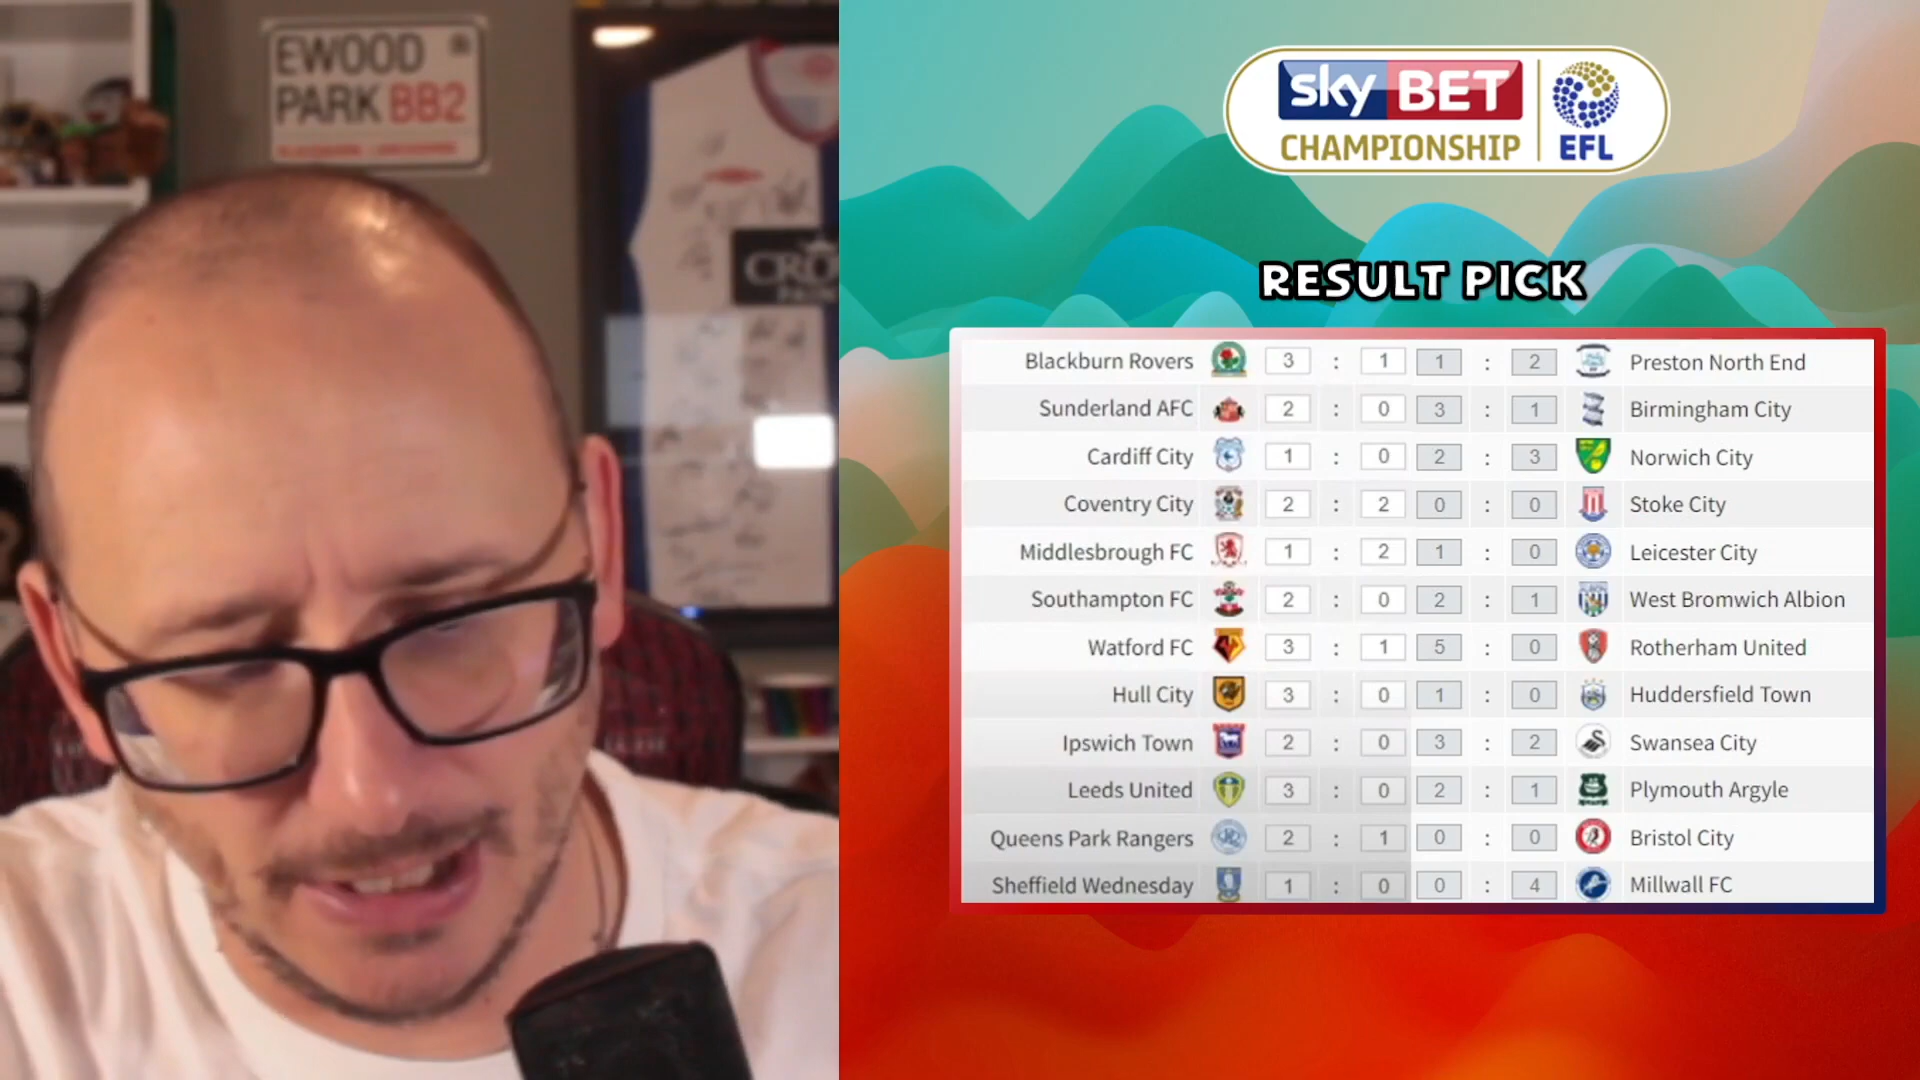 EWOOD
PARK BB2
sky BET
CHAMPIONSHIP
EFL
RESULT PICK
Blackburn Rovers 3 : 1 1 : 2 Preston North End
Sunderland AFC 2 : 0 3 : 1 Birmingham City
Cardiff City 1 : 0 2 : 3 Norwich City
Coventry City 2 : 2 0 : 0 Stoke City
Middlesbrough FC 1 : 2 1 : 0 Leicester City
Southampton FC 2 : 0 2 : 1 West Bromwich Albion
Watford FC 3 : 1 5 : 0 Rotherham United
Hull City 3 : 0 1 : 0 Huddersfield Town
Ipswich Town 2 : 0 3 : 2 Swansea City
Leeds United 3 : 0 2 : 1 Plymouth Argyle
Queens Park Rangers 2 : 1 0 : 0 Bristol City
Sheffield Wednesday 1 : 0 0 : 4 Millwall FC